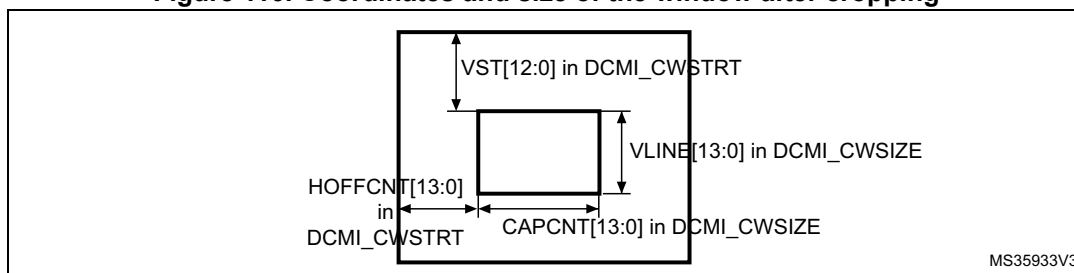 Figure 110. Coordinates and size of the window after cropping
VST[12:0] in DCMI_CWSTRT
VLINE[13:0] in DCMI_CWSIZE
HOFFCNT[13:0]
in
DCMI_CWSTRT
CAPCNT[13:0] in DCMI_CWSIZE
MS35933V3